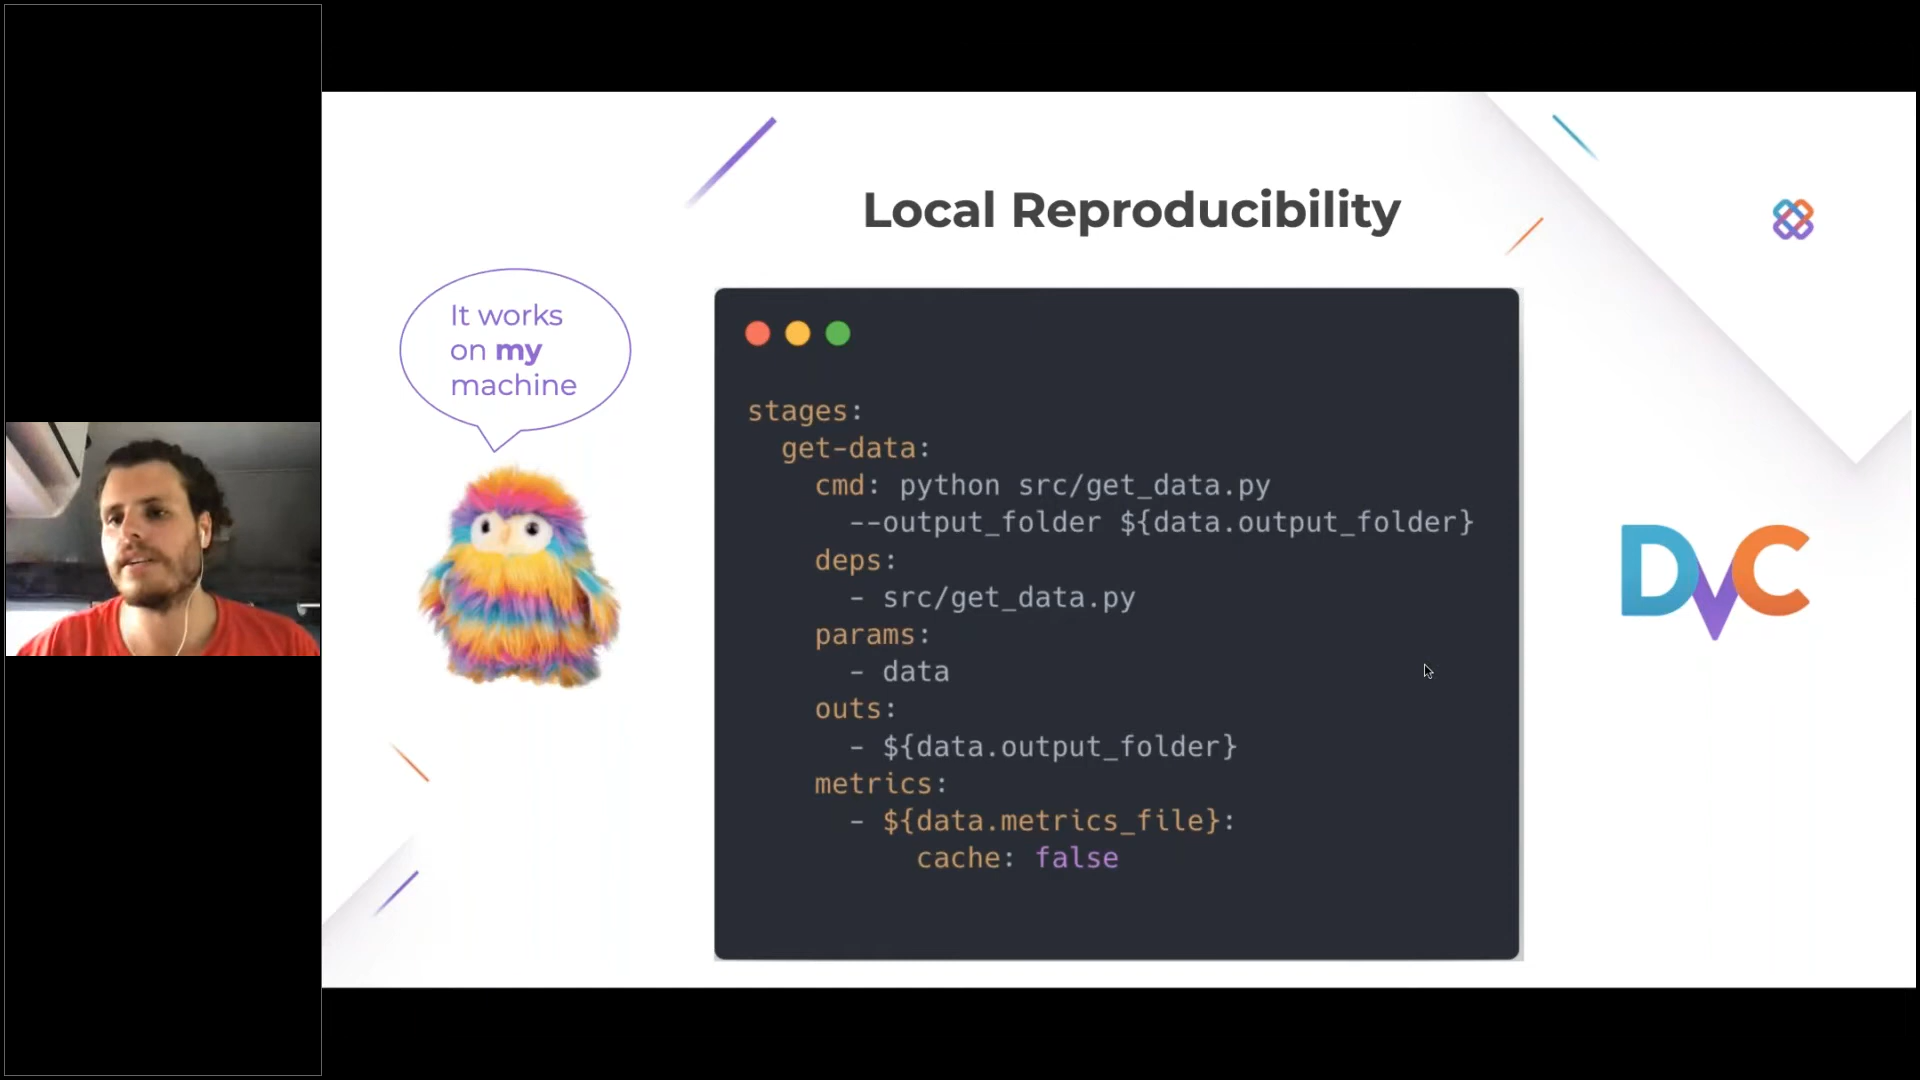 Local Reproducibility
It works
on my
machine
stages:
  get-data:
    cmd: python src/get_data.py
      --output_folder ${data.output_folder}
    deps:
      - src/get_data.py
    params:
      - data
    outs:
      - ${data.output_folder}
    metrics:
      - ${data.metrics_file}:
          cache: false
DVC